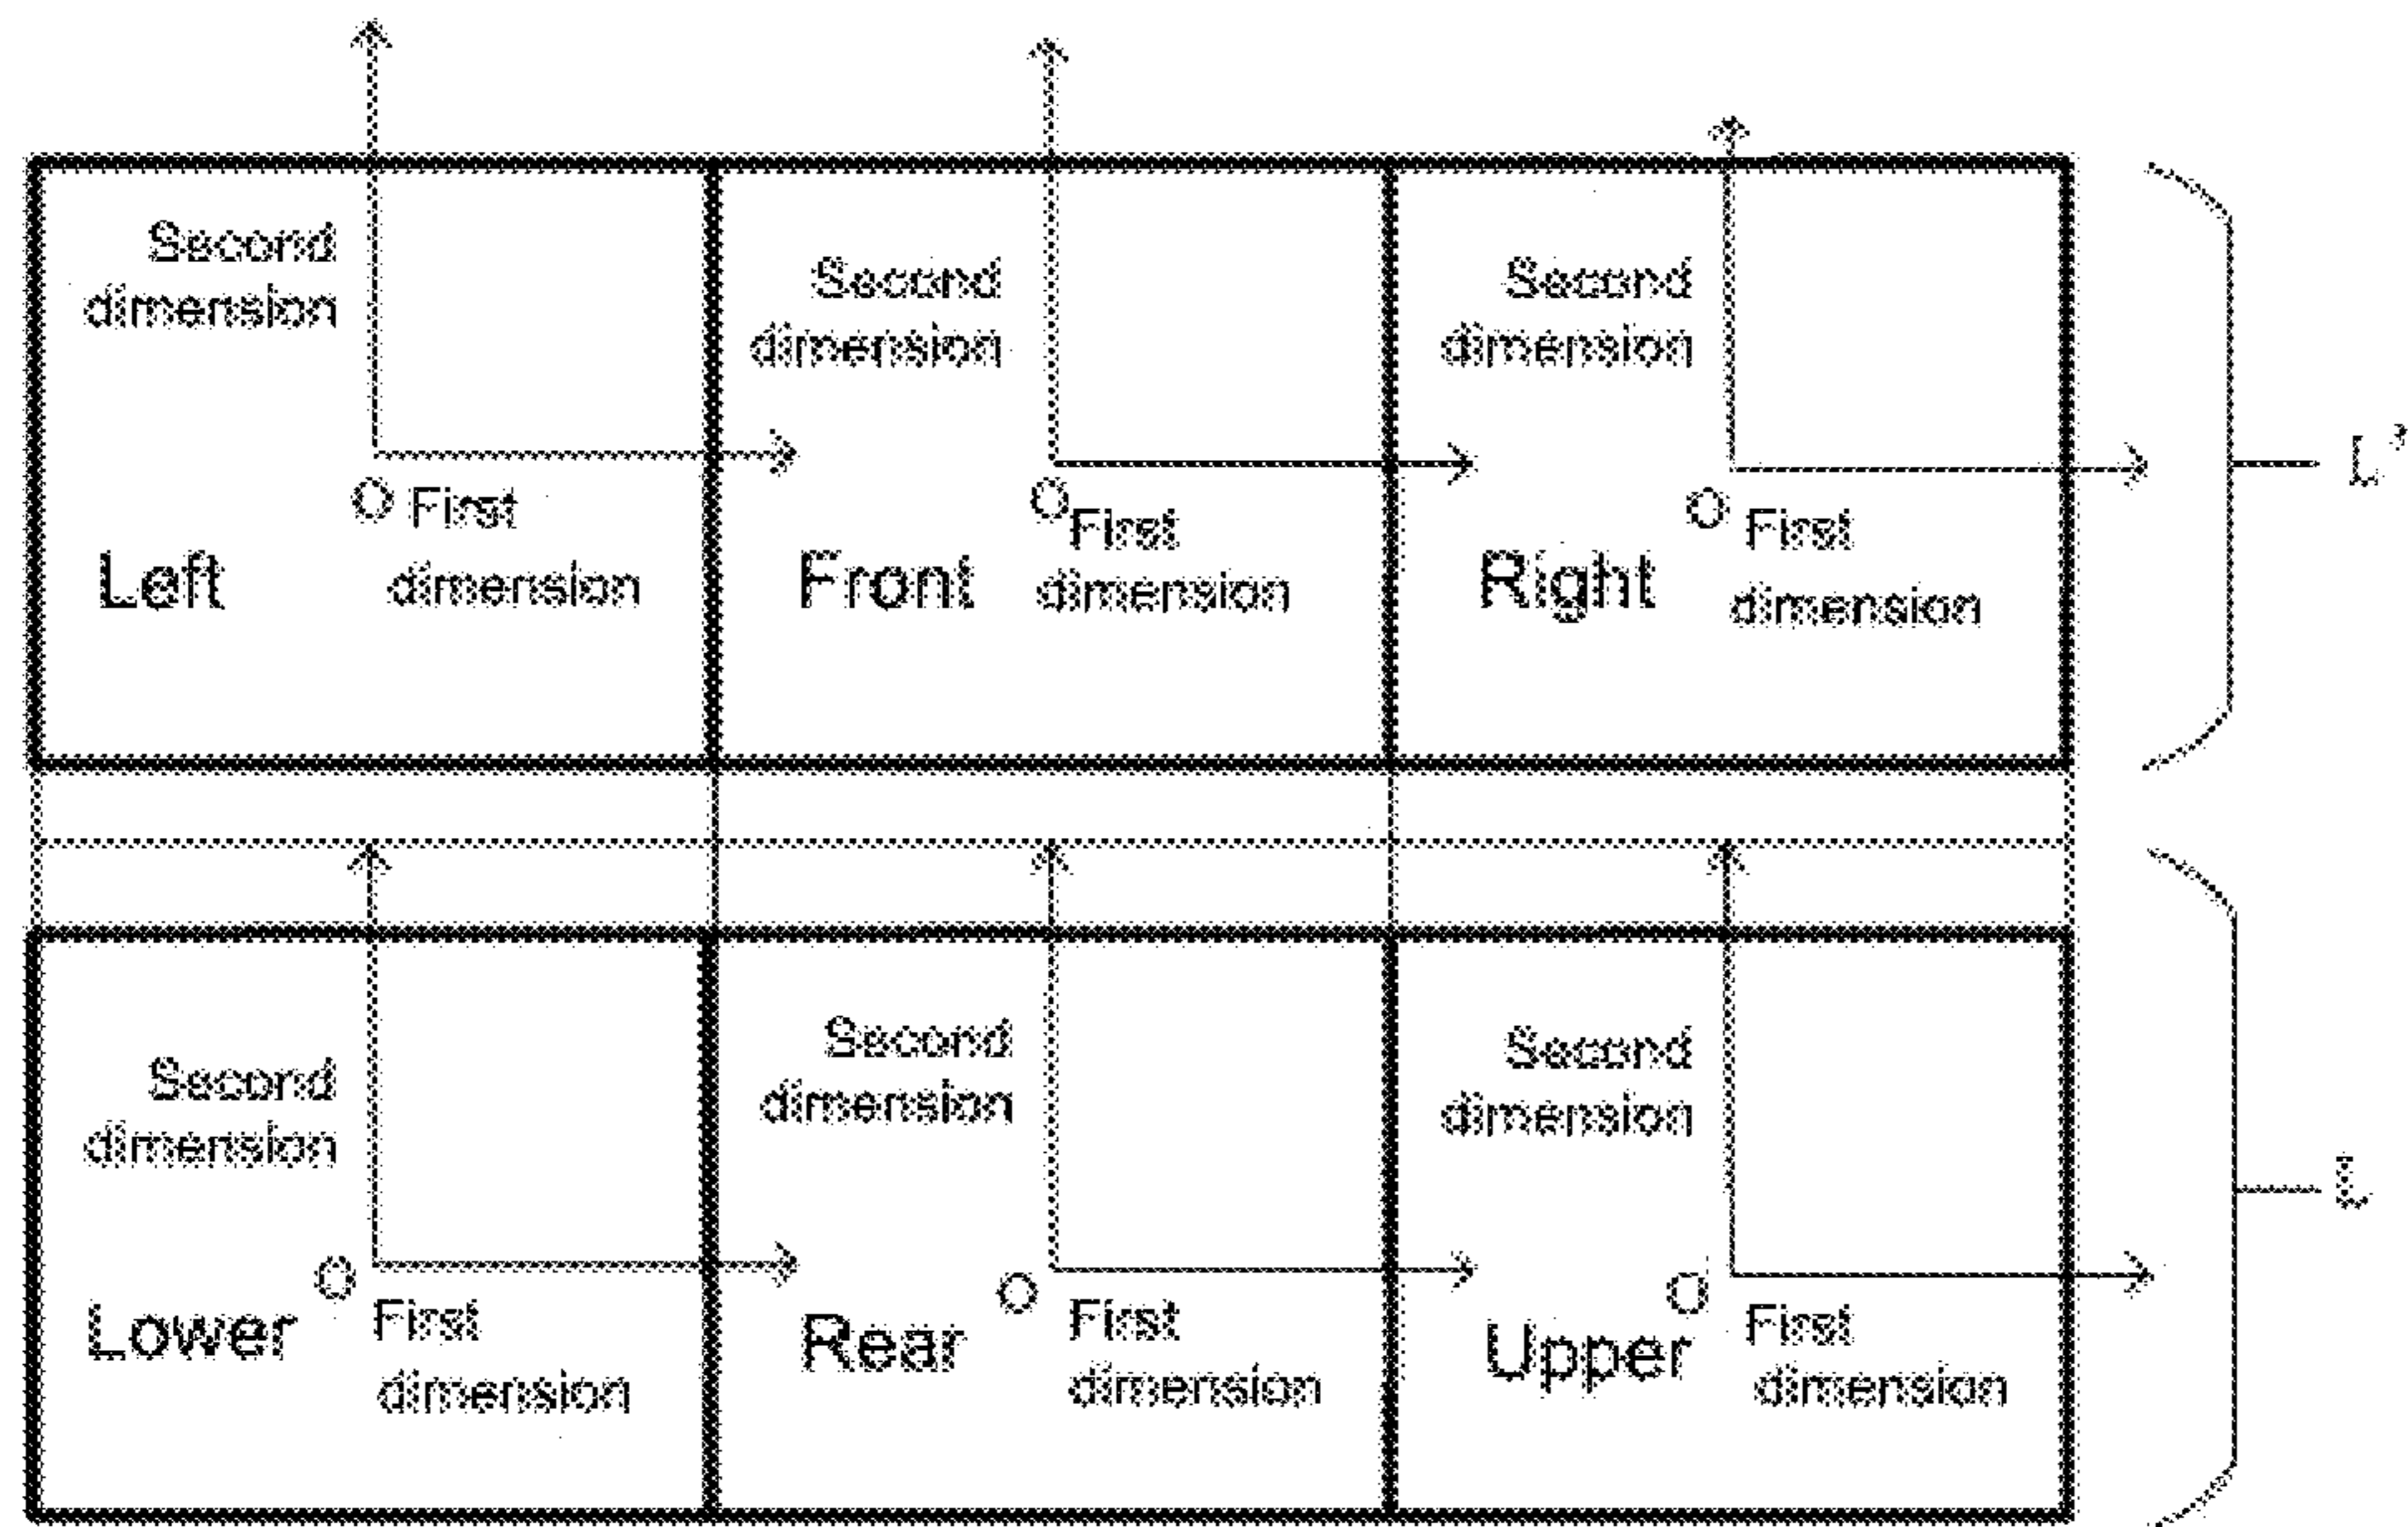 Second
dimension
O First
dimension
Left
Second
dimension
O First
dimension
Front
Second
dimension
O First
dimension
Right
L'
Second
dimension
O First
dimension
Lower
Second
dimension
O First
dimension
Rear
Second
dimension
O First
dimension
Upper
L